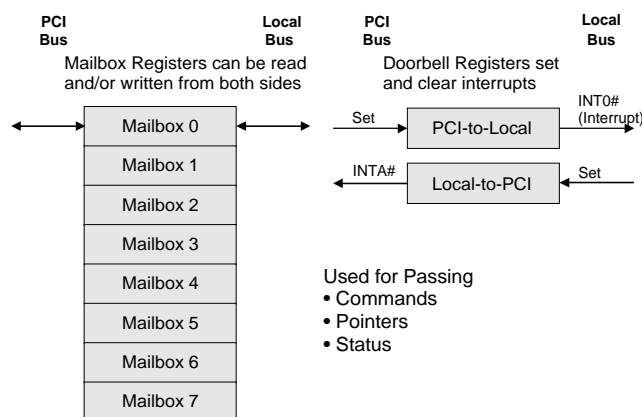 PCI
Bus
Local
Bus
Mailbox Registers can be read
and/or written from both sides
Mailbox 0
Mailbox 1
Mailbox 2
Mailbox 3
Mailbox 4
Mailbox 5
Mailbox 6
Mailbox 7
PCI
Bus
Local
Bus
Doorbell Registers set
and clear interrupts
Set
PCI-to-Local
INT0#
(Interrupt)
INTA#
Local-to-PCI
Set
Used for Passing
• Commands
• Pointers
• Status